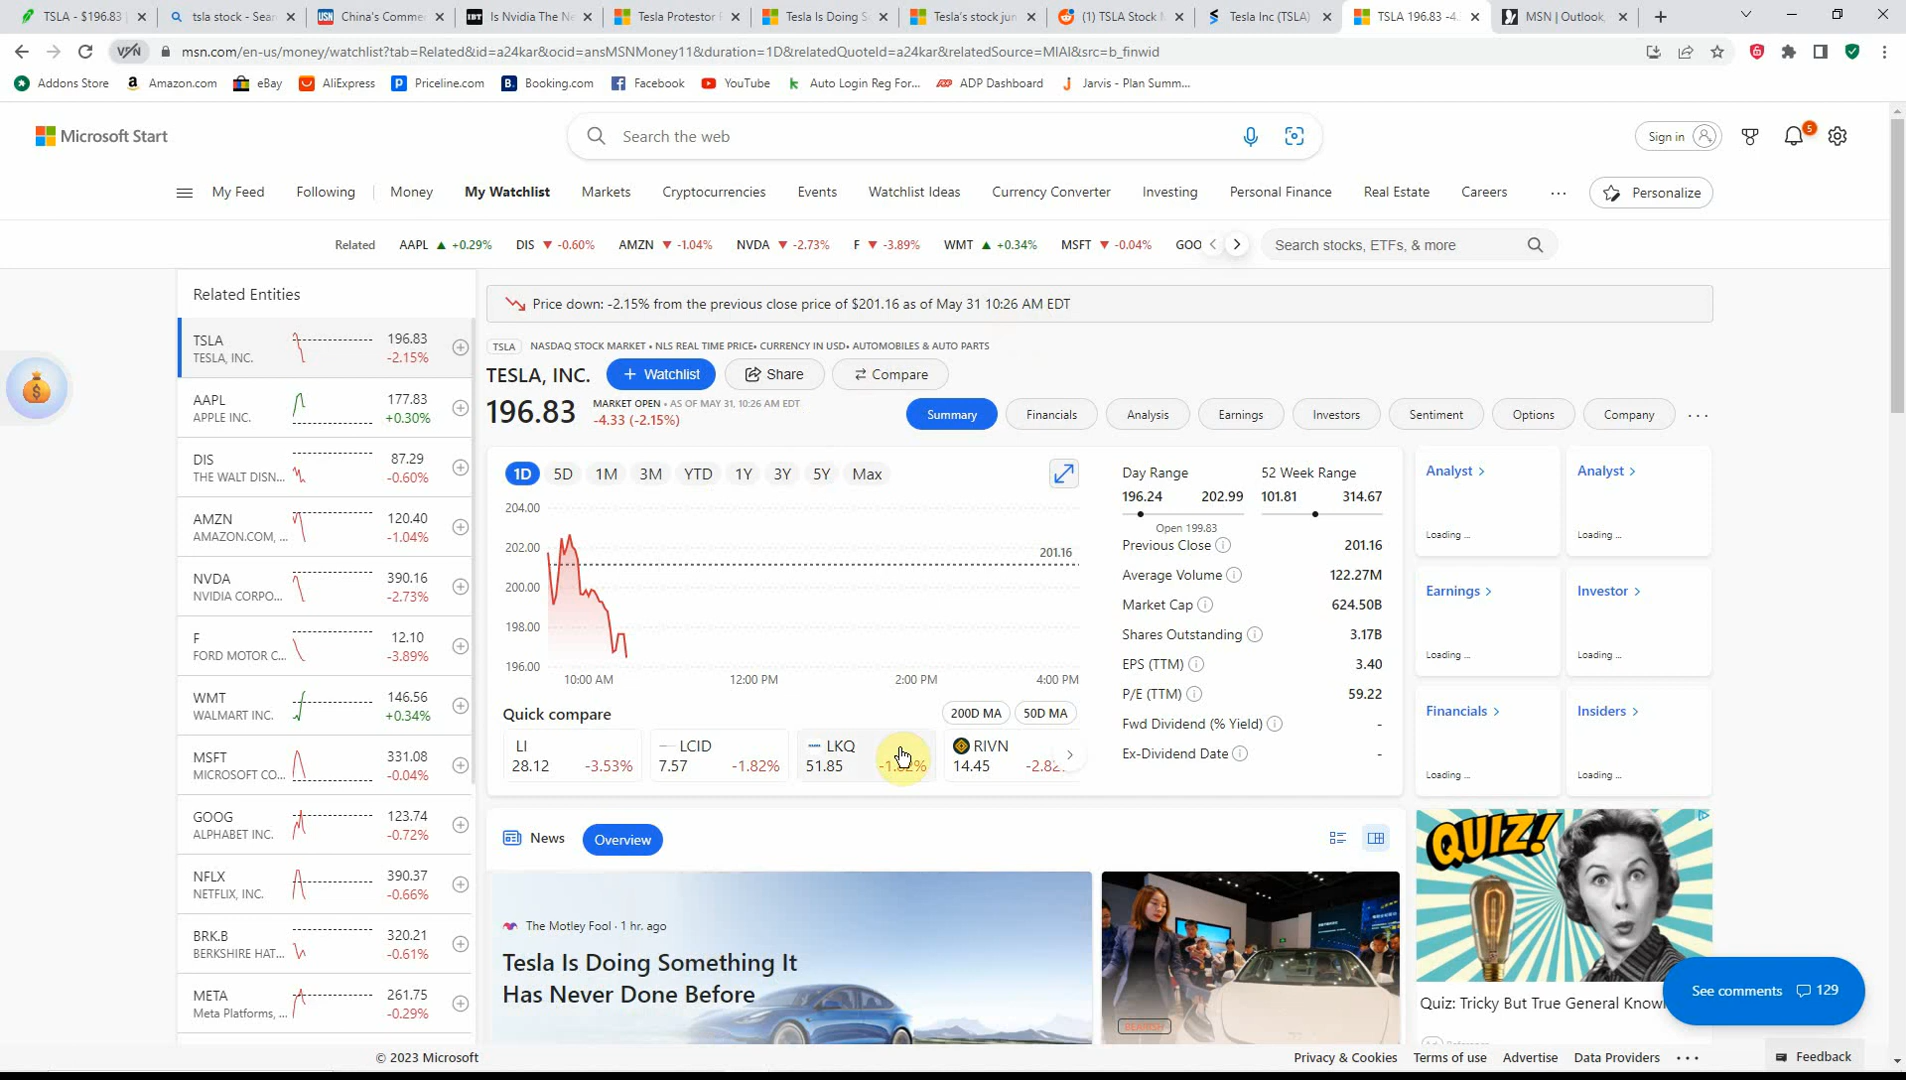 TSLA - $196.83
tsla stock - Sear
China's Comme
Is Nvidia The Ne
Tesla Protestor
Tesla Is Doing S
Tesla's stock jun
(1) TSLA Stock
Tesla Inc (TSLA)
TSLA 196.83 -4.
MSN | Outlook,
VPN
msn.com/en-us/money/watchlist?tab=Related&id=a24kar&ocid=ansMSNMoney11&duration=1D&relatedQuoteId=a24kar&relatedSource=MlAl&src=b_finwid
Addons Store
Amazon.com
eBay
AliExpress
Priceline.com
Booking.com
Facebook
YouTube
Auto Login Reg For...
ADP Dashboard
Jarvis - Plan Summ...
Microsoft Start
Search the web
Sign in
5
My Feed
Following
Money
My Watchlist
Markets
Cryptocurrencies
Events
Watchlist Ideas
Currency Converter
Investing
Personal Finance
Real Estate
Careers
...
Personalize
Related
AAPL ▲ +0.29%
DIS ▼ -0.60%
AMZN ▼ -1.04%
NVDA ▼ -2.73%
F ▼ -3.89%
WMT ▲ +0.34%
MSFT ▼ -0.04%
GOO
Search stocks, ETFs, & more
Related Entities
TSLA 196.83
TESLA, INC. -2.15%
AAPL 177.83
APPLE INC. +0.30%
DIS 87.29
THE WALT DISN... -0.60%
AMZN 120.40
AMAZON.COM, ... -1.04%
NVDA 390.16
NVIDIA CORPO... -2.73%
F 12.10
FORD MOTOR C... -3.89%
WMT 146.56
WALMART INC. +0.34%
MSFT 331.08
MICROSOFT CO... -0.04%
GOOG 123.74
ALPHABET INC. -0.72%
NFLX 390.37
NETFLIX, INC. -0.66%
BRK.B 320.21
BERKSHIRE HAT... -0.61%
META 261.75
Meta Platforms, ... -0.29%
Price down: -2.15% from the previous close price of $201.16 as of May 31 10:26 AM EDT
TSLA NASDAQ STOCK MARKET • NLS REAL TIME PRICE• CURRENCY IN USD• AUTOMOBILES & AUTO PARTS
TESLA, INC.
+ Watchlist
Share
Compare
196.83
MARKET OPEN • AS OF MAY 31, 10:26 AM EDT
-4.33 (-2.15%)
Summary
Financials
Analysis
Earnings
Investors
Sentiment
Options
Company
...
1D 5D 1M 3M YTD 1Y 3Y 5Y Max
204.00
202.00
201.16
200.00
198.00
196.00
10:00 AM 12:00 PM 2:00 PM 4:00 PM
Quick compare
200D MA
50D MA
LI
28.12 -3.53%
LCID
7.57 -1.82%
LKQ
51.85
RIVN
14.45 -2.82
Day Range
196.24 202.99
Open 199.83
52 Week Range
101.81 314.67
Previous Close 201.16
Average Volume 122.27M
Market Cap 624.50B
Shares Outstanding 3.17B
EPS (TTM) 3.40
P/E (TTM) 59.22
Fwd Dividend (% Yield) -
Ex-Dividend Date -
Analyst >
Loading ...
Analyst >
Loading ...
Earnings >
Loading ...
Investor >
Loading ...
Financials >
Loading ...
Insiders >
Loading ...
News
Overview
The Motley Fool · 1 hr. ago
Tesla Is Doing Something It
Has Never Done Before
BEARISH
QUIZ!
Quiz: Tricky But True General Know
Ad
See comments 129
© 2023 Microsoft
Privacy & Cookies
Terms of use
Advertise
Data Providers
...
Feedback